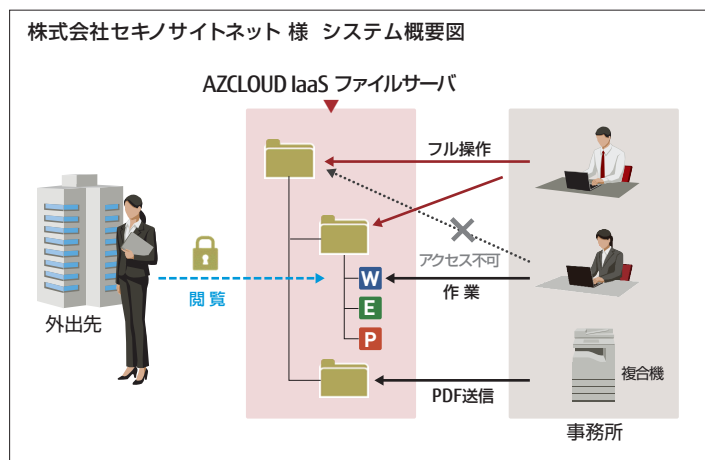 株式会社セキノサイトネット 様 システム概要図
AZCLOUD IaaS ファイルサーバ
フル操作
アクセス不可
閲覧
W
作業
E
P
外出先
PDF送信
複合機
事務所